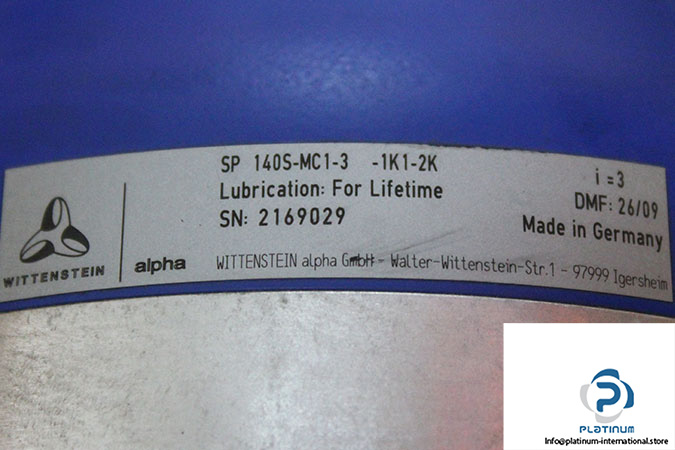 SP 140S-MC1-3 -1K1-2K
i = 3
Lubrication: For Lifetime
DMF: 26/09
SN: 2169029
Made in Germany
WITTENSTEIN
alpha
WITTENSTEIN alpha GmbH - Walter-Wittenstein-Str.1 - 97999 Igersheim
PLATINUM
Info@platinum-international.store